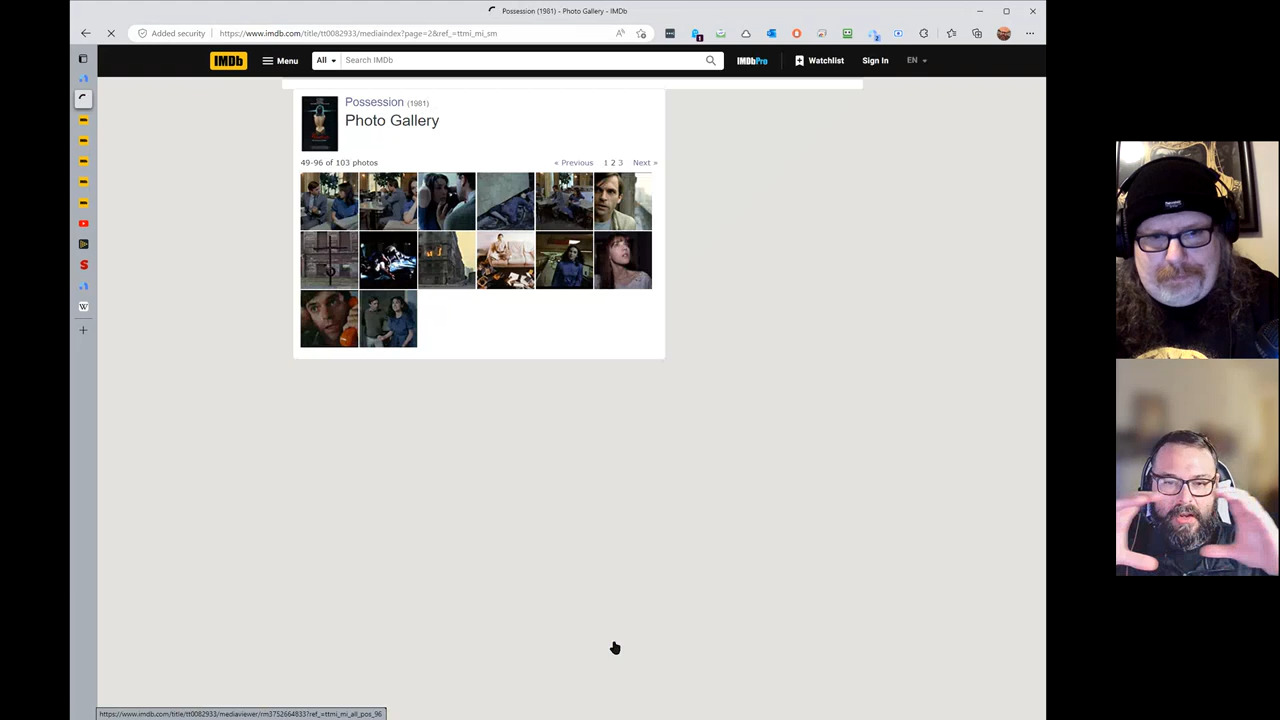 Possession (1981) - Photo Gallery - IMDb
Added security
https://www.imdb.com/title/tt0082933/mediaindex?page=2&ref_=ttmi_mi_sm
IMDb
Menu
All
Search IMDb
IMDbPro
Watchlist
Sign In
EN
Possession (1981)
Photo Gallery
49-96 of 103 photos
« Previous 1 2 3 Next »
https://www.imdb.com/title/tt0082933/mediaviewer/rm3752664833?ref_=ttmi_mi_all_pos_96